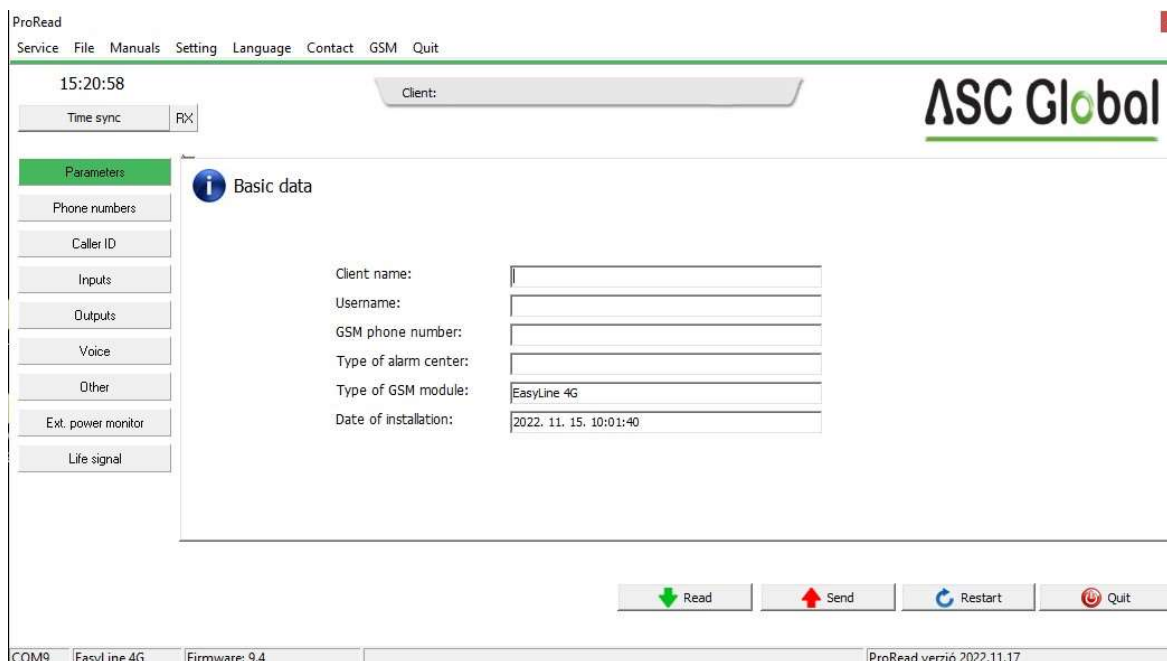 ProRead
Service File Manuals Setting Language Contact GSM Quit
15:20:58
Client:
ASC Global
Time sync RX
Parameters
Basic data
Phone numbers
Caller ID
Inputs
Outputs
Voice
Other
Ext. power monitor
Life signal
Client name:
Username:
GSM phone number:
Type of alarm center:
Type of GSM module: EasyLine 4G
Date of installation: 2022. 11. 15. 10:01:40
Read Send Restart Quit
COM9 EasyLine 4G Firmware: 9.4 ProRead verzió 2022.11.17